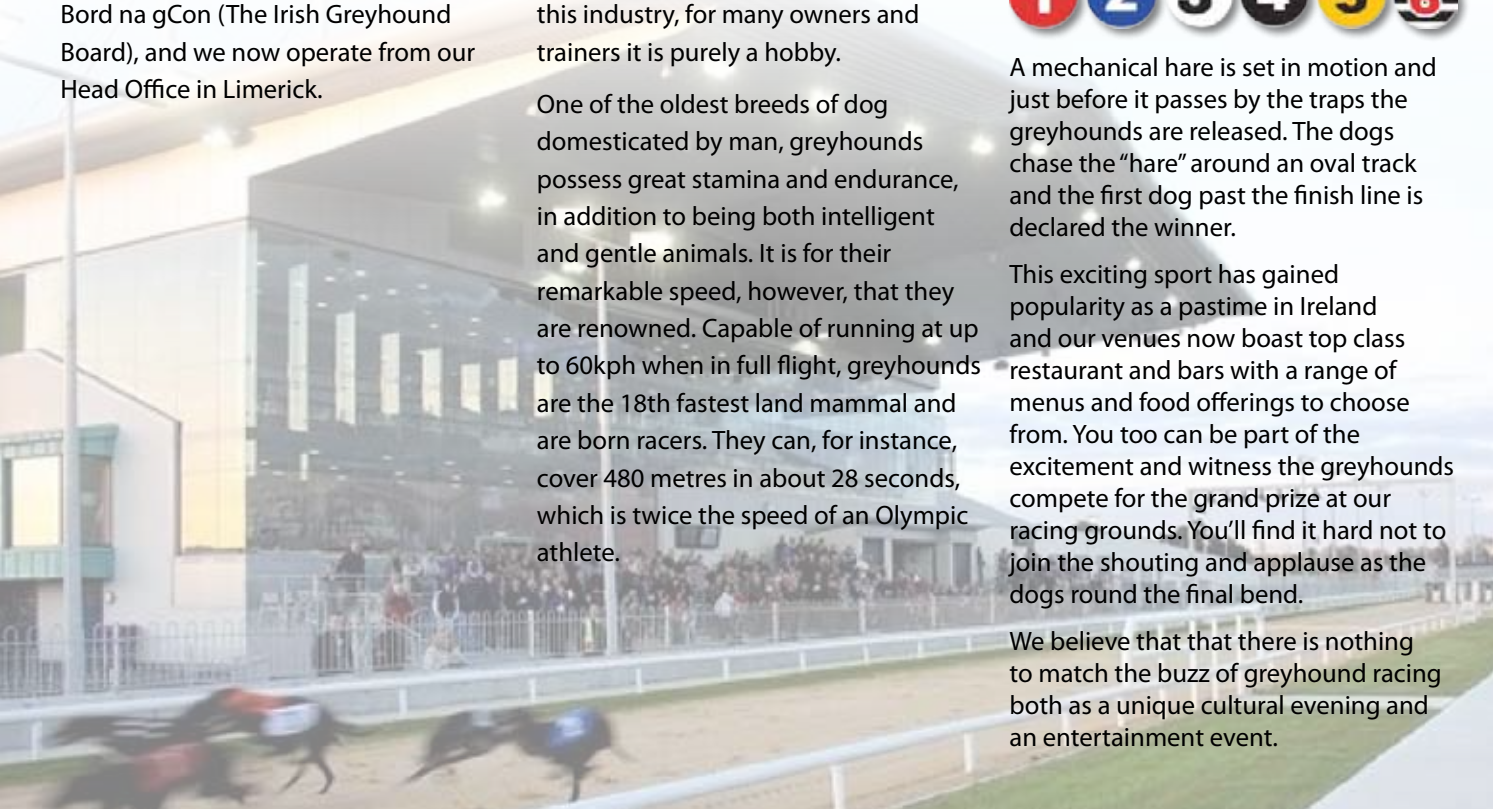 Bord na gCon (The Irish Greyhound
Board), and we now operate from our
Head Office in Limerick.
this industry, for many owners and
trainers it is purely a hobby.
One of the oldest breeds of dog
domesticated by man, greyhounds
possess great stamina and endurance,
in addition to being both intelligent
and gentle animals. It is for their
remarkable speed, however, that they
are renowned. Capable of running at up
to 60kph when in full flight, greyhounds
are the 18th fastest land mammal and
are born racers. They can, for instance,
cover 480 metres in about 28 seconds,
which is twice the speed of an Olympic
athlete.
1 2 3 4 5 6
A mechanical hare is set in motion and
just before it passes by the traps the
greyhounds are released. The dogs
chase the “hare” around an oval track
and the first dog past the finish line is
declared the winner.
This exciting sport has gained
popularity as a pastime in Ireland
and our venues now boast top class
restaurant and bars with a range of
menus and food offerings to choose
from. You too can be part of the
excitement and witness the greyhounds
compete for the grand prize at our
racing grounds. You’ll find it hard not to
join the shouting and applause as the
dogs round the final bend.
We believe that that there is nothing
to match the buzz of greyhound racing
both as a unique cultural evening and
an entertainment event.